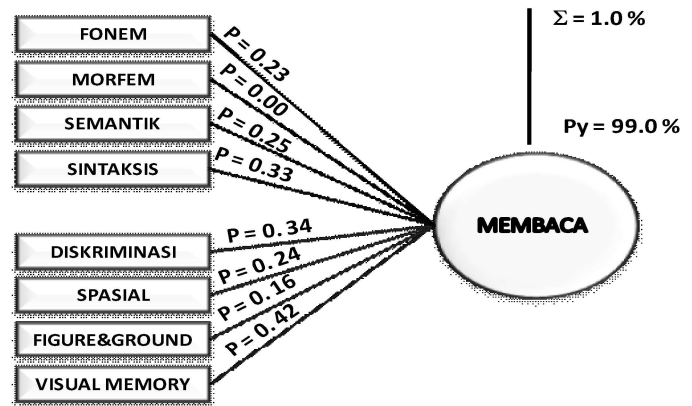 FONEM
P = 0.23
MORFEM
P = 0.00
SEMANTIK
P = 0.25
SINTAKSIS
P = 0.33
DISKRIMINASI
P = 0.34
SPASIAL
P = 0.24
FIGURE&GROUND
P = 0.16
VISUAL MEMORY
P = 0.42
Σ = 1.0 %
Py = 99.0 %
MEMBACA